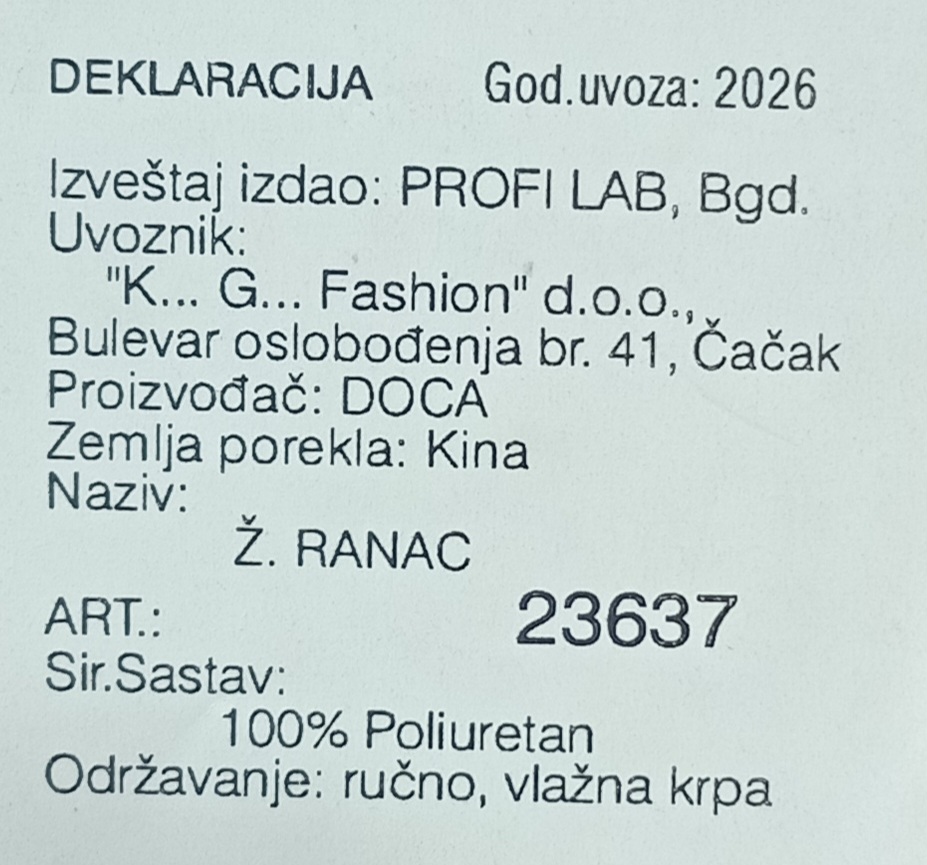 DEKLARACIJA God.uvoza: 2026
Izveštaj izdao: PROFI LAB, Bgd.
Uvoznik:
"K... G... Fashion" d.o.o.,
Bulevar oslobođenja br. 41, Čačak
Proizvođač: DOCA
Zemlja porekla: Kina
Naziv:
Ž. RANAC
ART.: 23637
Sir.Sastav:
100% Poliuretan
Održavanje: ručno, vlažna krpa